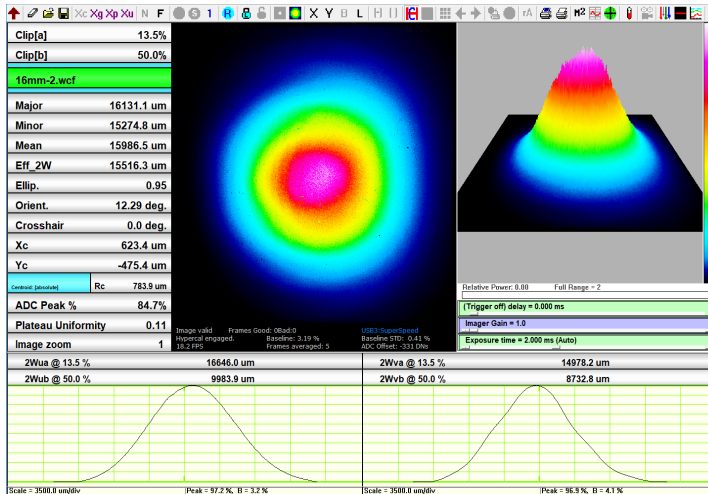 Xc Xg Xp Xu N F S 1 R 8 X Y B L H rA M²
Clip[a] 13.5%
Clip[b] 50.0%
16mm-2.wcf
Major 16131.1 um
Minor 15274.8 um
Mean 15986.5 um
Eff_2W 15516.3 um
Ellip. 0.95
Orient. 12.29 deg.
Crosshair 0.0 deg.
Xc 623.4 um
Yc -475.4 um
Centroid: [absolute] Rc 783.9 um
ADC Peak % 84.7%
Plateau Uniformity 0.11
Image zoom 1
Image valid Frames Good: 0Bad:0 USB3:SuperSpeed
Hypercal engaged. Baseline: 3.19 % Baseline STD: 0.41 %
18.2 FPS Frames averaged: 5 ADC Offset: -331 DNs
Relative Power: 0.00 Full Range = 2
(Trigger off) delay = 0.000 ms
Imager Gain = 1.0
Exposure time = 2.000 ms (Auto)
2Wua @ 13.5 % 16646.0 um 2Wva @ 13.5 % 14978.2 um
2Wub @ 50.0 % 9983.9 um 2Wvb @ 50.0 % 8732.8 um
Scale = 3500.0 um/div Peak = 97.2 %, B = 3.2 % Scale = 3500.0 um/div Peak = 96.9 %, B = 4.1 %